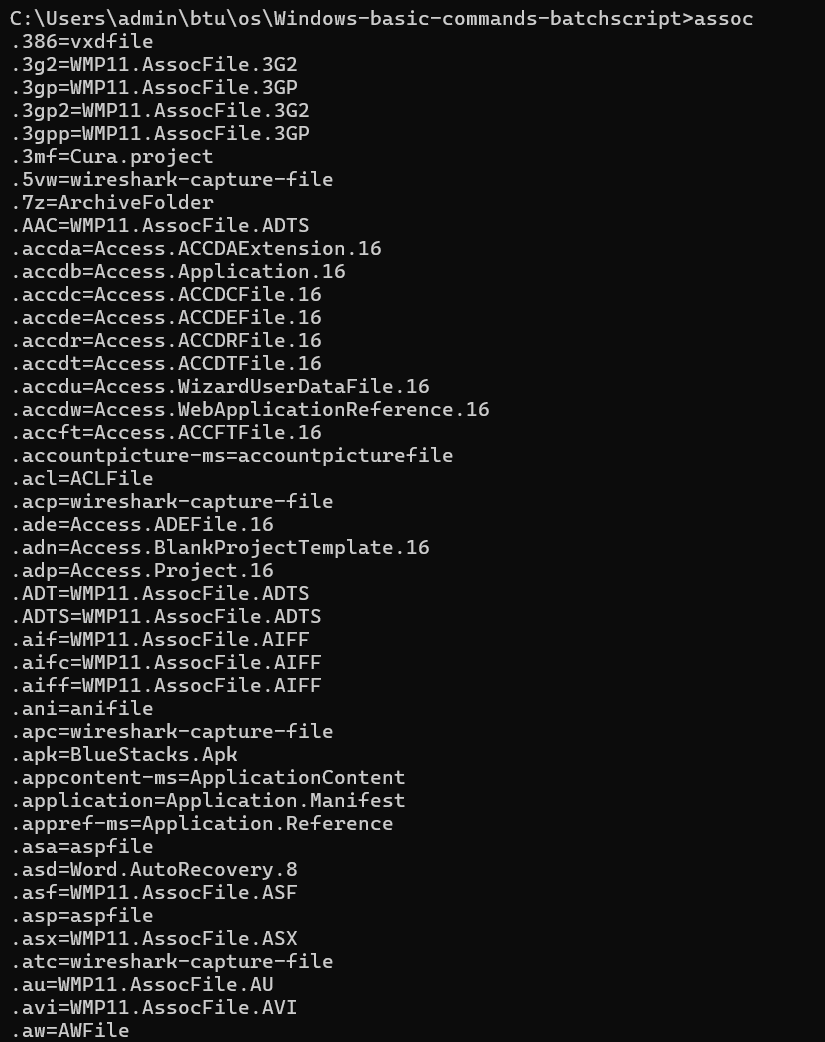 C:\Users\admin\btu\os\Windows-basic-commands-batchscript>assoc
.386=vxdfile
.3g2=WMP11.AssocFile.3G2
.3gp=WMP11.AssocFile.3GP
.3gp2=WMP11.AssocFile.3G2
.3gpp=WMP11.AssocFile.3GP
.3mf=Cura.project
.5vw=wireshark-capture-file
.7z=ArchiveFolder
.AAC=WMP11.AssocFile.ADTS
.accda=Access.ACCDAExtension.16
.accdb=Access.Application.16
.accdc=Access.ACCDCFile.16
.accde=Access.ACCDEFile.16
.accdr=Access.ACCDRFile.16
.accdt=Access.ACCDTFile.16
.accdu=Access.WizardUserDataFile.16
.accdw=Access.WebApplicationReference.16
.accft=Access.ACCFTFile.16
.accountpicture-ms=accountpicturefile
.acl=ACLFile
.acp=wireshark-capture-file
.ade=Access.ADEFile.16
.adn=Access.BlankProjectTemplate.16
.adp=Access.Project.16
.ADT=WMP11.AssocFile.ADTS
.ADTS=WMP11.AssocFile.ADTS
.aif=WMP11.AssocFile.AIFF
.aifc=WMP11.AssocFile.AIFF
.aiff=WMP11.AssocFile.AIFF
.ani=anifile
.apc=wireshark-capture-file
.apk=BlueStacks.Apk
.appcontent-ms=ApplicationContent
.application=Application.Manifest
.appref-ms=Application.Reference
.asa=aspfile
.asd=Word.AutoRecovery.8
.asf=WMP11.AssocFile.ASF
.asp=aspfile
.asx=WMP11.AssocFile.ASX
.atc=wireshark-capture-file
.au=WMP11.AssocFile.AU
.avi=WMP11.AssocFile.AVI
.aw=AWFile